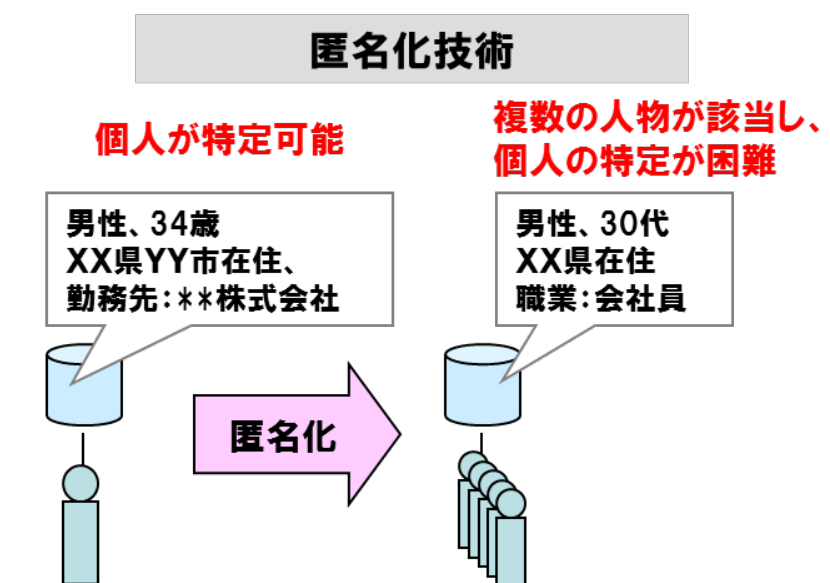 匿名化技術
個人が特定可能
複数の人物が該当し、
個人の特定が困難
男性、34歳
XX県YY市在住、
勤務先:**株式会社
男性、30代
XX県在住
職業:会社員
匿名化